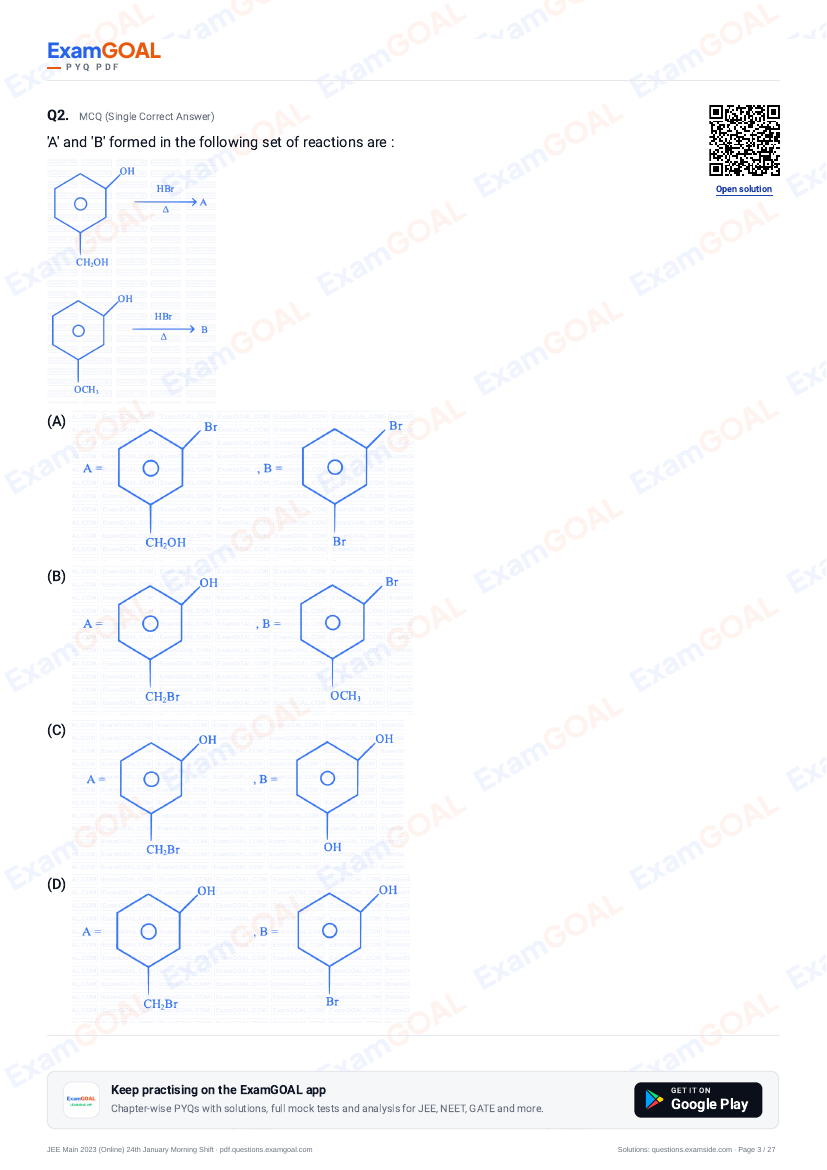 ExamGOAL
PYQ PDF
Q2. MCQ (Single Correct Answer)
'A' and 'B' formed in the following set of reactions are :
Open solution
OH
HBr
Δ
A
CH₂OH
OH
HBr
Δ
B
OCH₃
(A)
Br
Br
A =
, B =
CH₂OH
Br
(B)
OH
Br
A =
, B =
CH₂Br
OCH₃
(C)
OH
OH
A =
, B =
CH₂Br
OH
(D)
OH
OH
A =
, B =
CH₂Br
Br
Keep practising on the ExamGOAL app
Chapter-wise PYQs with solutions, full mock tests and analysis for JEE, NEET, GATE and more.
GET IT ON
Google Play
JEE Main 2023 (Online) 24th January Morning Shift · pdf.questions.examgoal.com
Solutions: questions.examside.com · Page 3 / 27